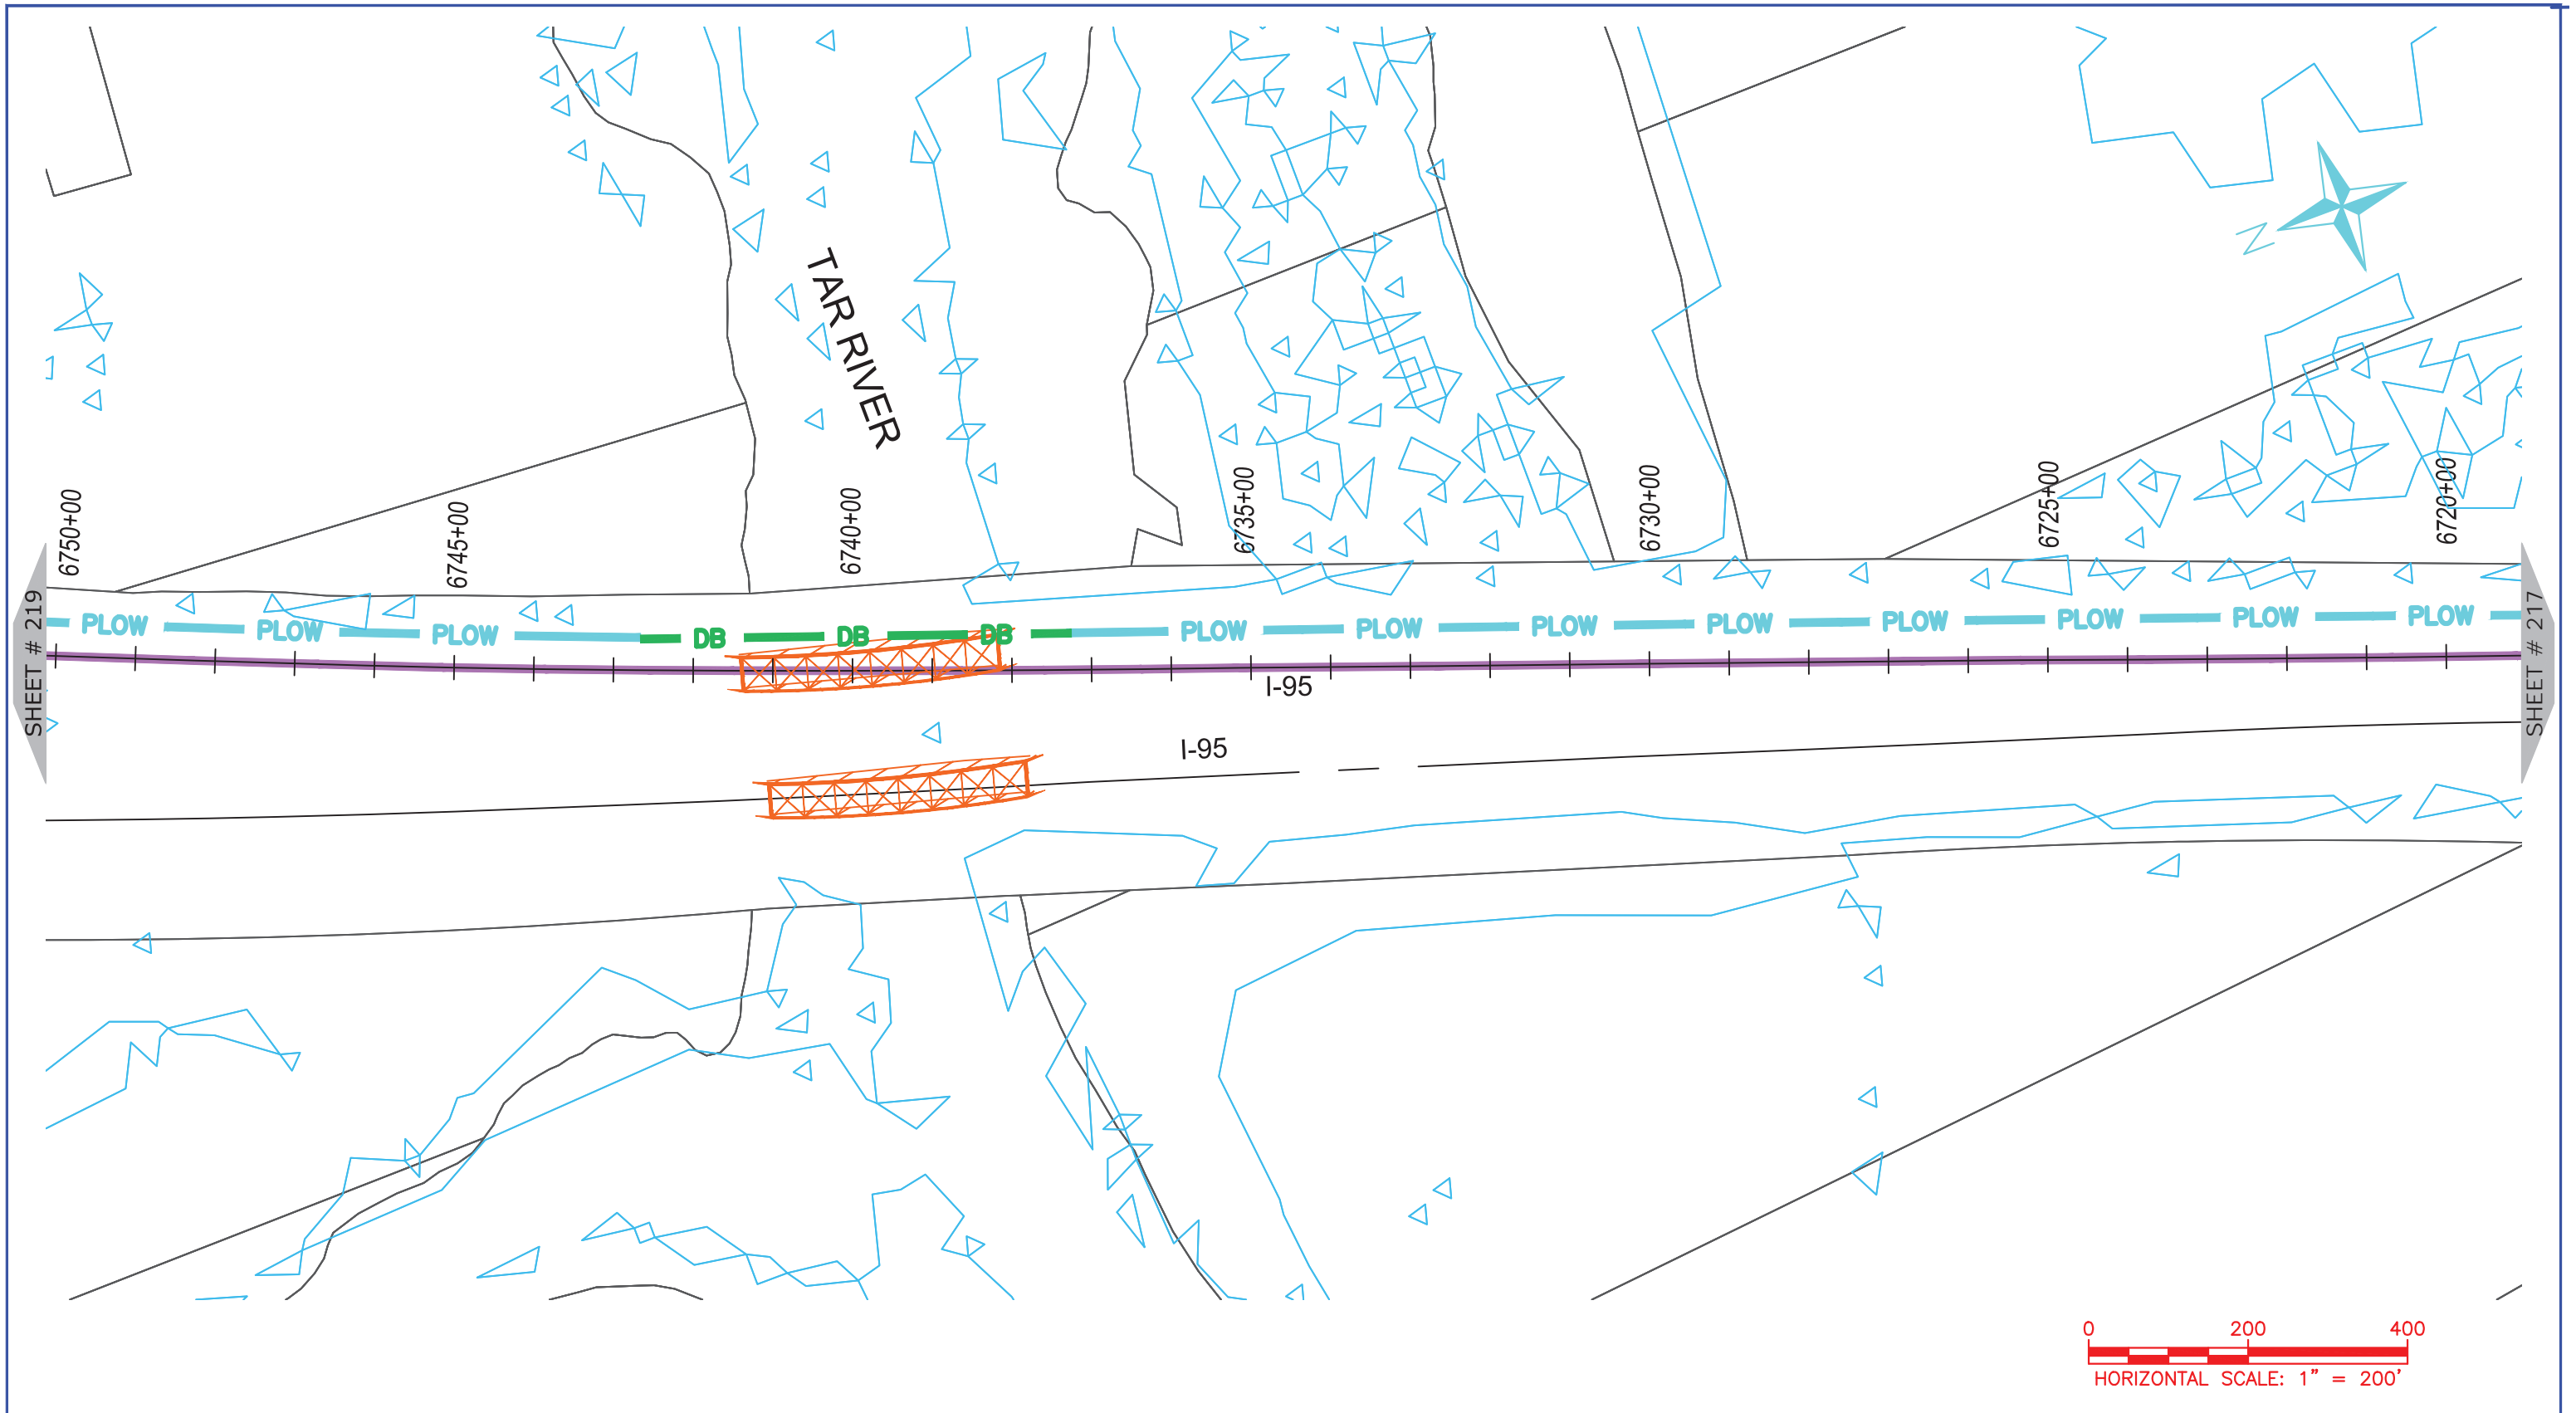 N
TAR RIVER
6750+00
6745+00
6740+00
6735+00
6730+00
6725+00
6720+00
SHEET # 219
PLOW PLOW PLOW DB DB DB PLOW PLOW PLOW PLOW PLOW PLOW PLOW PLOW
SHEET # 217
I-95
I-95
0 200 400
HORIZONTAL SCALE: 1" = 200'